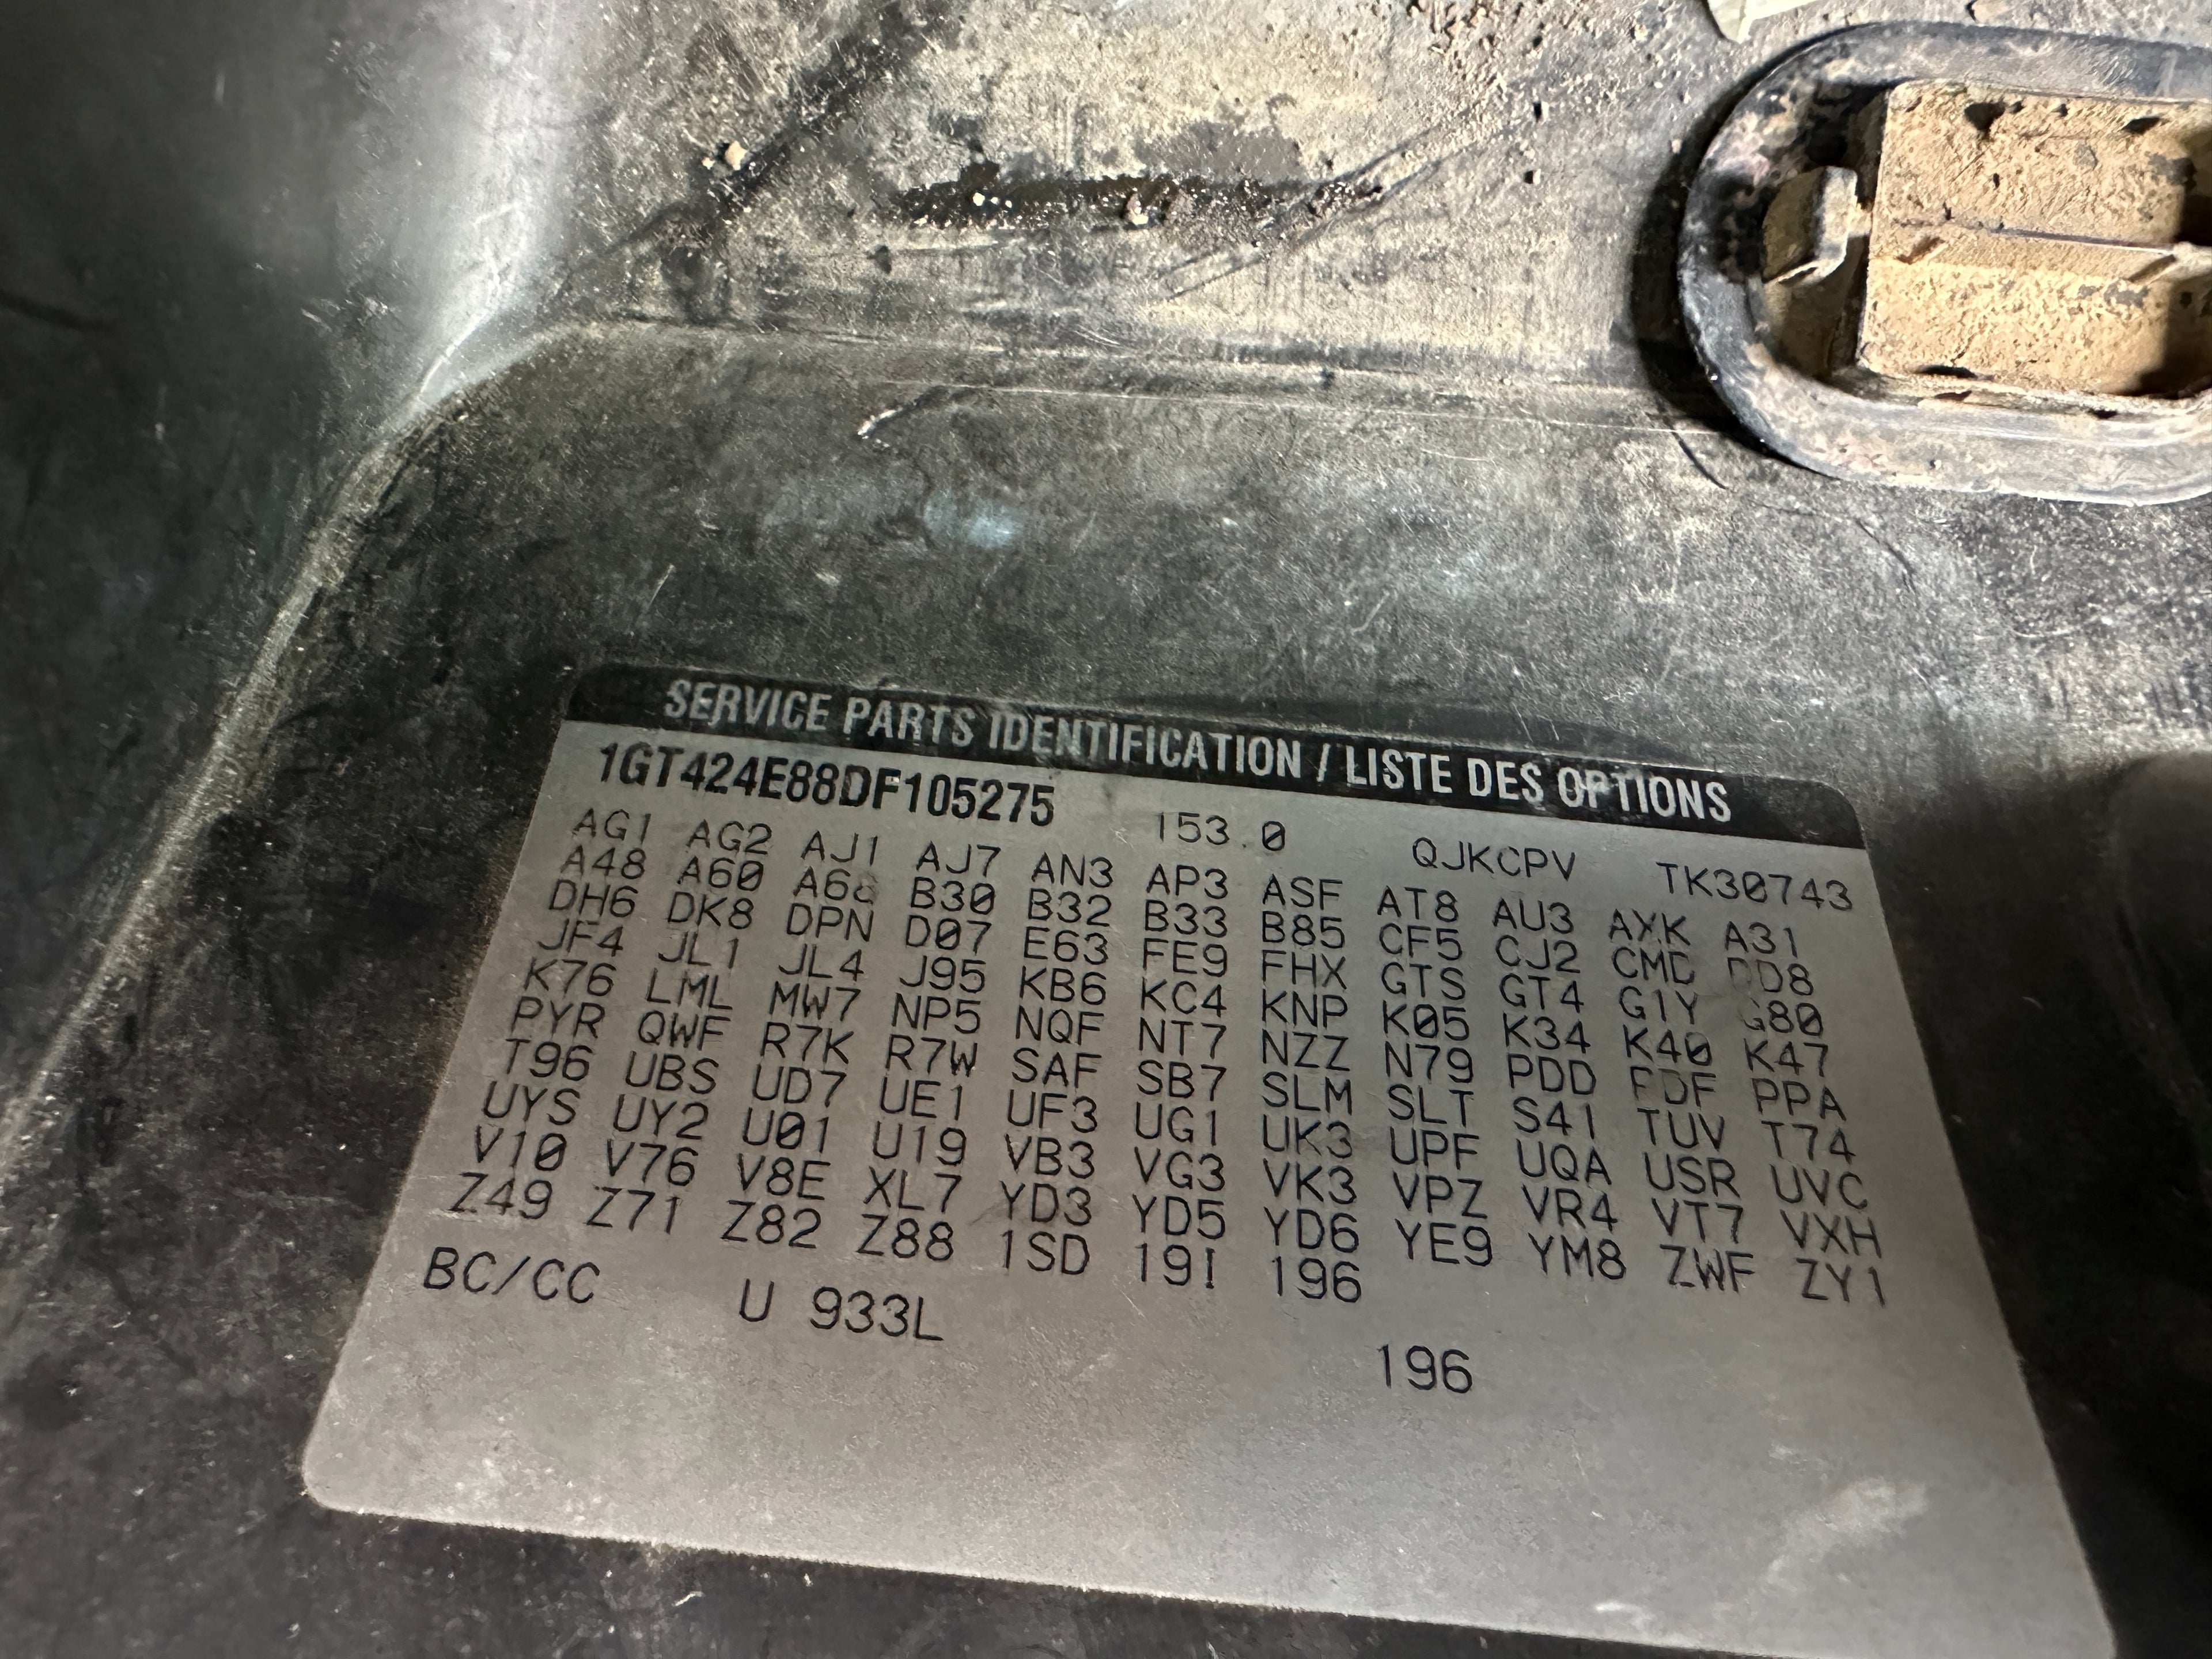 SERVICE PARTS IDENTIFICATION / LISTE DES OPTIONS
1GT424E88DF105275 153.0 QJKCPV TK30743
AG1 AG2 AJ1 AJ7 AN3 AP3 ASF AT8 AU3 AXK A31
A48 A60 A68 B30 B32 B33 B85 CF5 CJ2 CMD DD8
DH6 DK8 DPN D07 E63 FE9 FHX GTS GT4 G1Y G80
JF4 JL1 JL4 J95 KB6 KC4 KNP K05 K34 K40 K47
K76 LML MW7 NP5 NQF NT7 NZZ N79 PDD PDF PPA
PYR QWF R7K R7W SAF SB7 SLM SLT S41 TUV T74
T96 UBS UD7 UE1 UF3 UG1 UK3 UPF UQA USR UVC
UYS UY2 U01 U19 VB3 VG3 VK3 VPZ VR4 VT7 VXH
V10 V76 V8E XL7 YD3 YD5 YD6 YE9 YM8 ZWF ZY1
Z49 Z71 Z82 Z88 1SD 19I 196
BC/CC U 933L 196